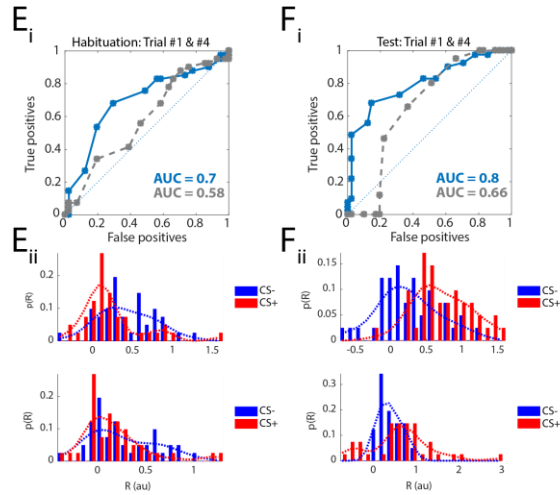 Ei
Habituation: Trial #1 & #4
True positives
1
0.8
0.6
0.4
0.2
0
0 0.2 0.4 0.6 0.8 1
AUC = 0.7
AUC = 0.58
False positives
Fi
Test: Trial #1 & #4
True positives
1
0.8
0.6
0.4
0.2
0
0 0.2 0.4 0.6 0.8 1
AUC = 0.8
AUC = 0.66
False positives
Eii
p(R)
0.2
0.1
0
0 0.5 1 1.5
CS-
CS+
p(R)
0.2
0.1
0
0 0.5 1
R (au)
CS-
CS+
Fii
p(R)
0.15
0.1
0.05
0
-0.5 0 0.5 1 1.5
CS-
CS+
p(R)
0.3
0.2
0.1
0
0 1 2 3
R (au)
CS-
CS+